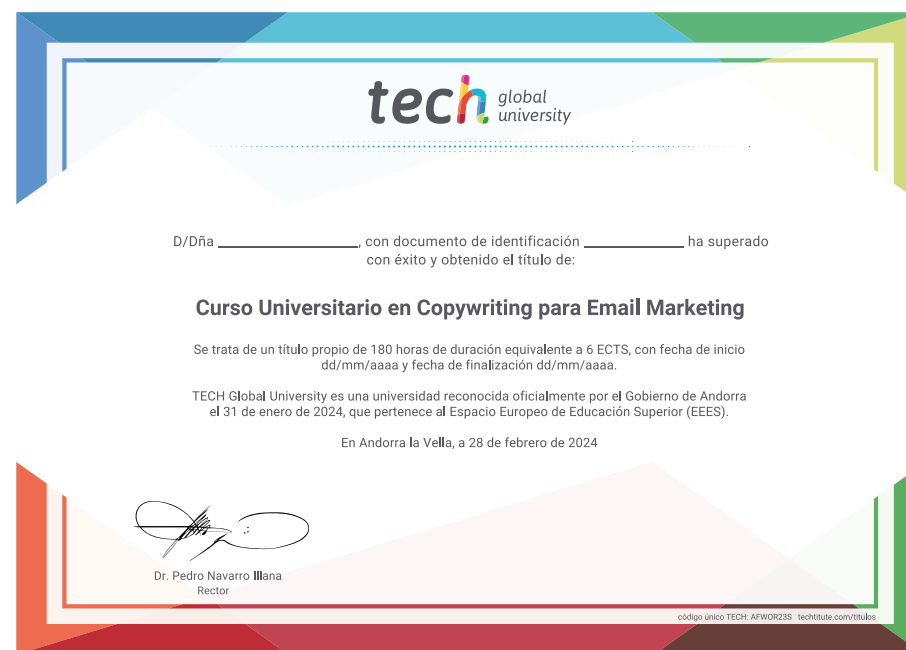 tech global university
D/Dña ______________, con documento de identificación __________ ha superado
con éxito y obtenido el título de:
Curso Universitario en Copywriting para Email Marketing
Se trata de un título propio de 180 horas de duración equivalente a 6 ECTS, con fecha de inicio
dd/mm/aaaa y fecha de finalización dd/mm/aaaa.
TECH Global University es una universidad reconocida oficialmente por el Gobierno de Andorra
el 31 de enero de 2024, que pertenece al Espacio Europeo de Educación Superior (EEES).
En Andorra la Vella, a 28 de febrero de 2024
Dr. Pedro Navarro Illana
Rector
código único TECH: AFWOR23S techtitute.com/titulos